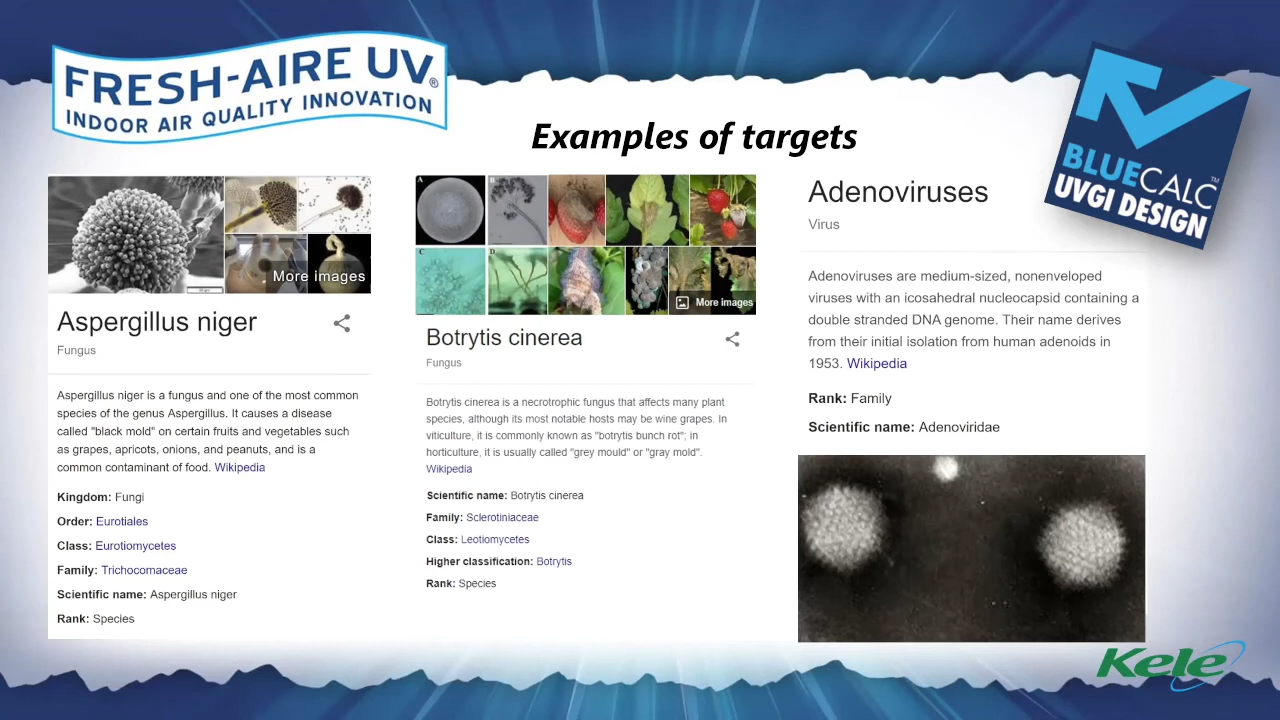 FRESH-AIRE UV®
INDOOR AIR QUALITY INNOVATION
Examples of targets
BLUECALC™
UVGI DESIGN
More images
Aspergillus niger
Fungus
Aspergillus niger is a fungus and one of the most common
species of the genus Aspergillus. It causes a disease
called "black mold" on certain fruits and vegetables such
as grapes, apricots, onions, and peanuts, and is a
common contaminant of food. Wikipedia
Kingdom: Fungi
Order: Eurotiales
Class: Eurotiomycetes
Family: Trichocomaceae
Scientific name: Aspergillus niger
Rank: Species
A
B
C
D
More images
Botrytis cinerea
Fungus
Botrytis cinerea is a necrotrophic fungus that affects many plant
species, although its most notable hosts may be wine grapes. In
viticulture, it is commonly known as "botrytis bunch rot"; in
horticulture, it is usually called "grey mould" or "gray mold".
Wikipedia
Scientific name: Botrytis cinerea
Family: Sclerotiniaceae
Class: Leotiomycetes
Higher classification: Botrytis
Rank: Species
Adenoviruses
Virus
Adenoviruses are medium-sized, nonenveloped
viruses with an icosahedral nucleocapsid containing a
double stranded DNA genome. Their name derives
from their initial isolation from human adenoids in
1953. Wikipedia
Rank: Family
Scientific name: Adenoviridae
Kele